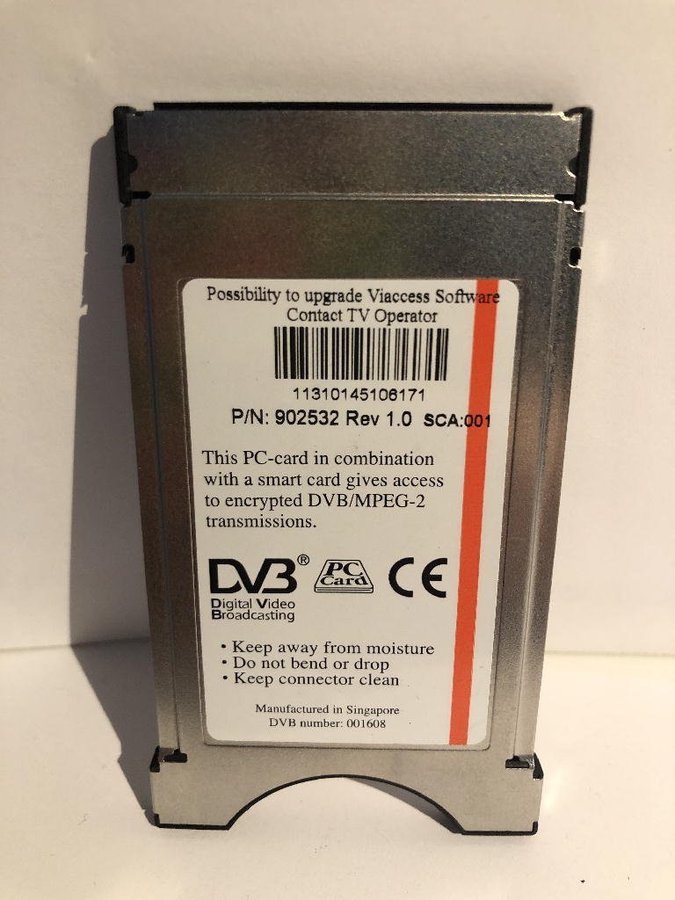 Possibility to upgrade Viaccess Software
Contact TV Operator
11310145106171
P/N: 902532 Rev 1.0 SCA:001
This PC-card in combination
with a smart card gives access
to encrypted DVB/MPEG-2
transmissions.
DVB® PC Card CE
Digital Video
Broadcasting
• Keep away from moisture
• Do not bend or drop
• Keep connector clean
Manufactured in Singapore
DVB number: 001608